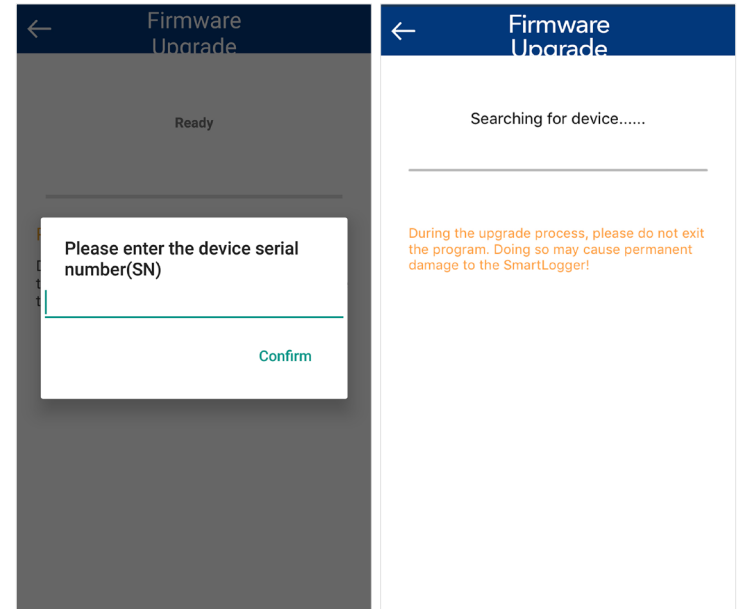 Firmware
Upgrade
Ready
Please enter the device serial
number(SN)
Confirm
Firmware
Upgrade
Searching for device......
During the upgrade process, please do not exit
the program. Doing so may cause permanent
damage to the SmartLogger!